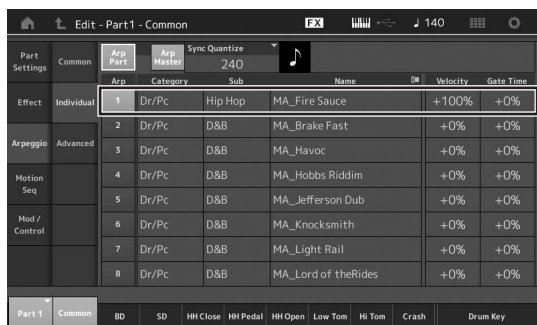 Edit - Part1 - Common FX ♩ 140
Part Settings Common Arp Part Arp Master Sync Quantize 240 ♪
Arp Category Sub Name Velocity Gate Time
Effect Individual 1 Dr/Pc Hip Hop MA_Fire Sauce +100% +0%
2 Dr/Pc D&B MA_Brake Fast +0% +0%
Arpeggio Advanced 3 Dr/Pc D&B MA_Havoc +0% +0%
Motion Seq 4 Dr/Pc D&B MA_Hobbs Riddim +0% +0%
5 Dr/Pc D&B MA_Jefferson Dub +0% +0%
Mod / Control 6 Dr/Pc D&B MA_Knocksmith +0% +0%
7 Dr/Pc D&B MA_Light Rail +0% +0%
8 Dr/Pc D&B MA_Lord of theRides +0% +0%
Part 1 Common BD SD HH Close HH Pedal HH Open Low Tom Hi Tom Crash Drum Key